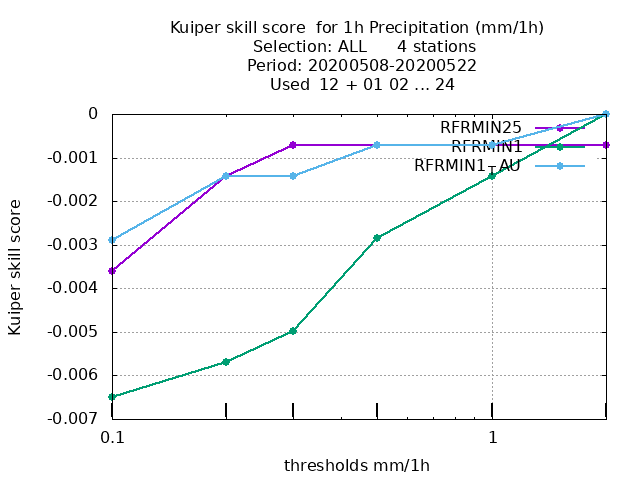 Kuiper skill score  for 1h Precipitation (mm/1h)
Selection: ALL      4 stations
Period: 20200508-20200522
Used  12 + 01 02 ... 24
0
-0.001
-0.002
-0.003
-0.004
-0.005
-0.006
-0.007
Kuiper skill score
RFRMIN25
RFRMIN1
RFRMIN1_AU
0.1
1
thresholds mm/1h